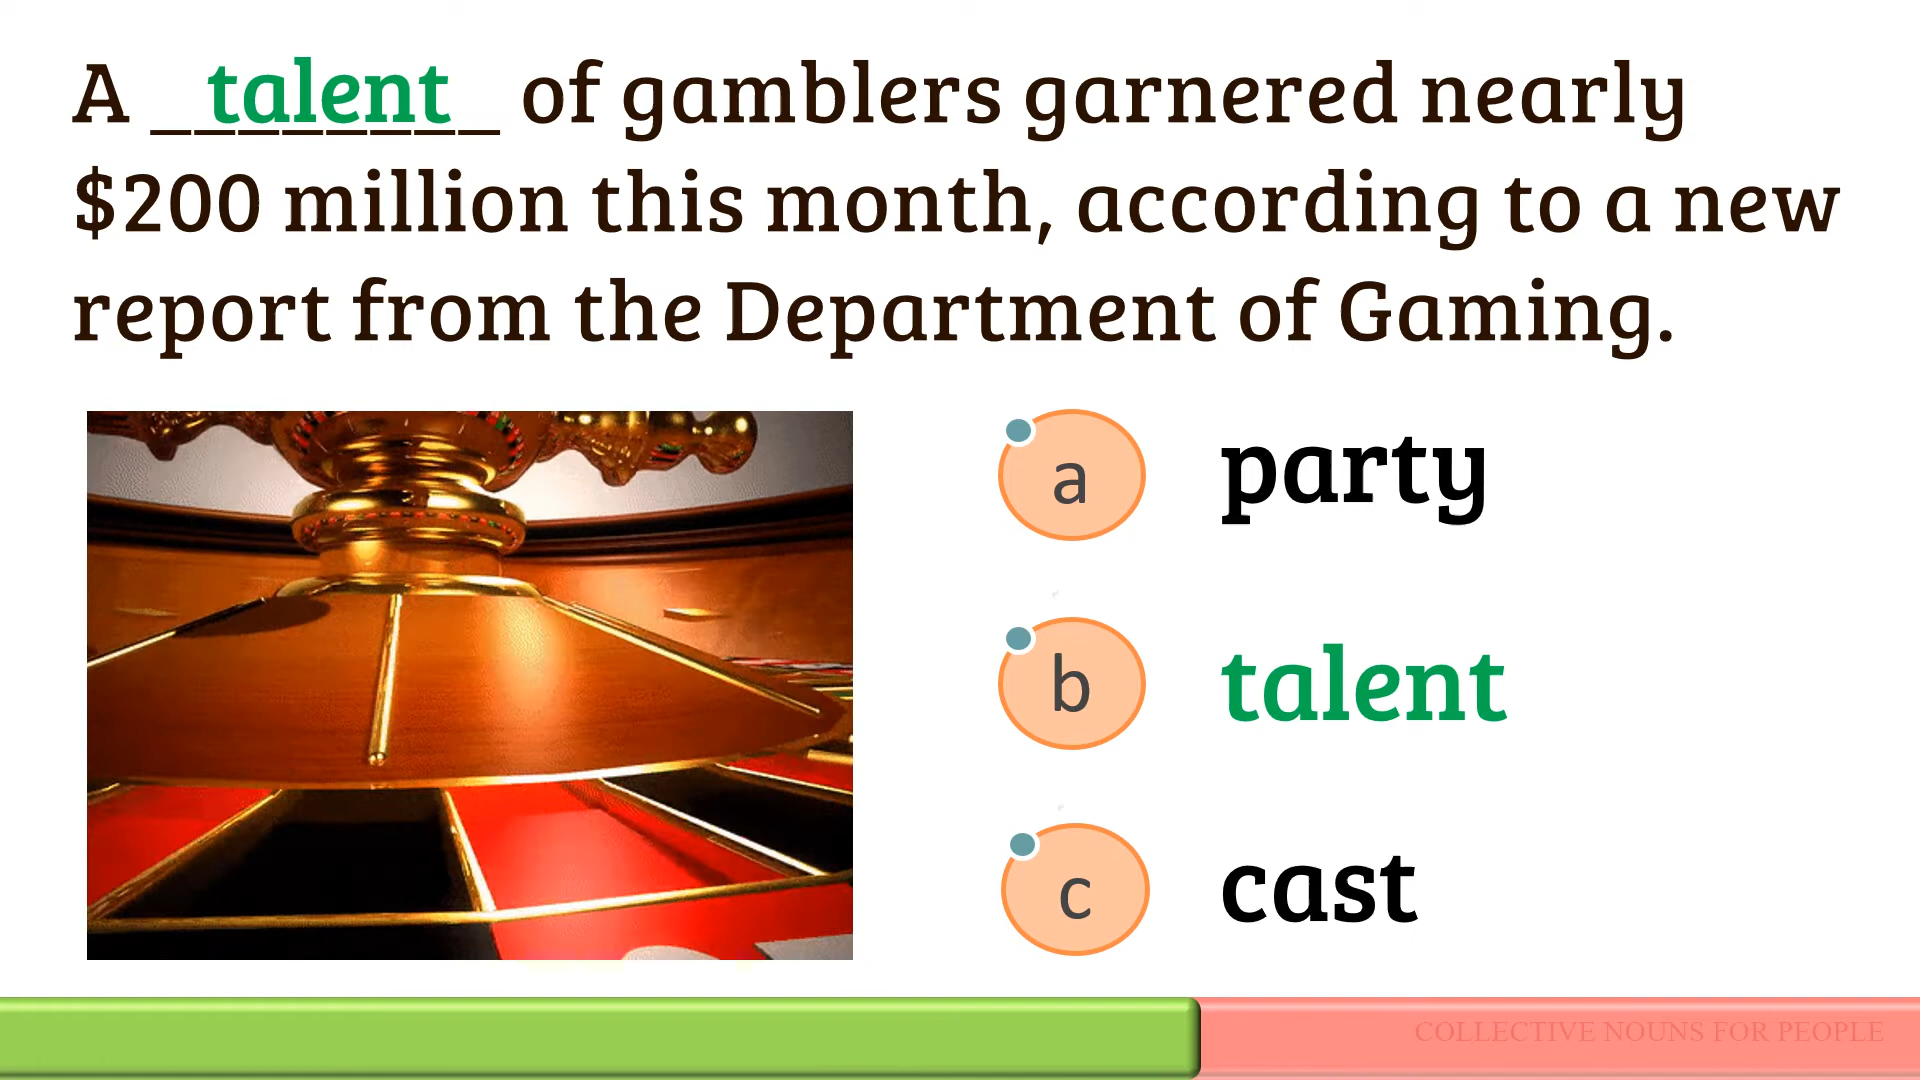 A talent of gamblers garnered nearly
$200 million this month, according to a new
report from the Department of Gaming.
a party
b talent
c cast
COLLECTIVE NOUNS FOR PEOPLE